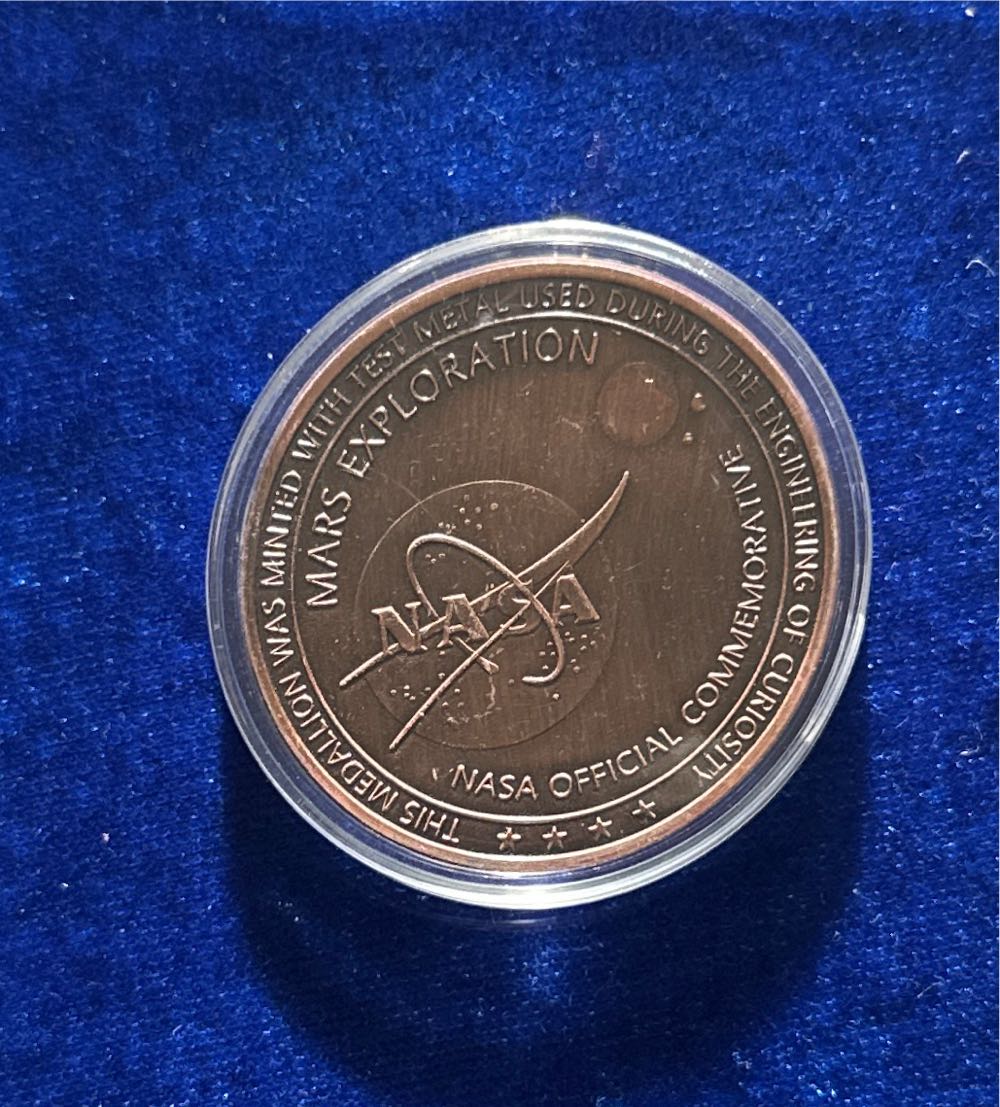 THIS MEDALLION WAS MINTED WITH TEST METAL USED DURING THE ENGINEERING OF CURIOSITY
MARS EXPLORATION
NASA
NASA OFFICIAL COMMEMORATIVE